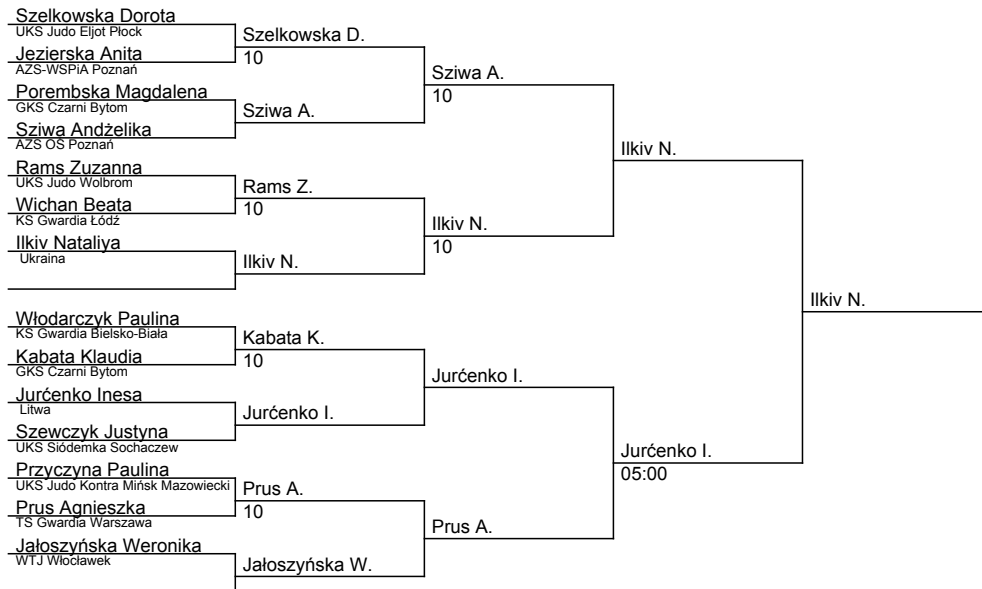 Szelkowska Dorota
UKS Judo Eljot Płock
Jezierska Anita
AZS-WSPiA Poznań
Porembska Magdalena
GKS Czarni Bytom
Sziwa Andżelika
AZS OŚ Poznań
Rams Zuzanna
UKS Judo Wolbrom
Wichan Beata
KS Gwardia Łódź
Ilkiv Nataliya
Ukraina
Włodarczyk Paulina
KS Gwardia Bielsko-Biała
Kabata Klaudia
GKS Czarni Bytom
Jurćenko Inesa
Litwa
Szewczyk Justyna
UKS Siódemka Sochaczew
Przyczyna Paulina
UKS Judo Kontra Mińsk Mazowiecki
Prus Agnieszka
TS Gwardia Warszawa
Jałoszyńska Weronika
WTJ Włocławek
Szelkowska D.
10
Sziwa A.
Rams Z.
10
Ilkiv N.
Kabata K.
10
Jurćenko I.
Prus A.
10
Jałoszyńska W.
Sziwa A.
10
Ilkiv N.
10
Jurćenko I.
Prus A.
Ilkiv N.
Jurćenko I.
05:00
Ilkiv N.